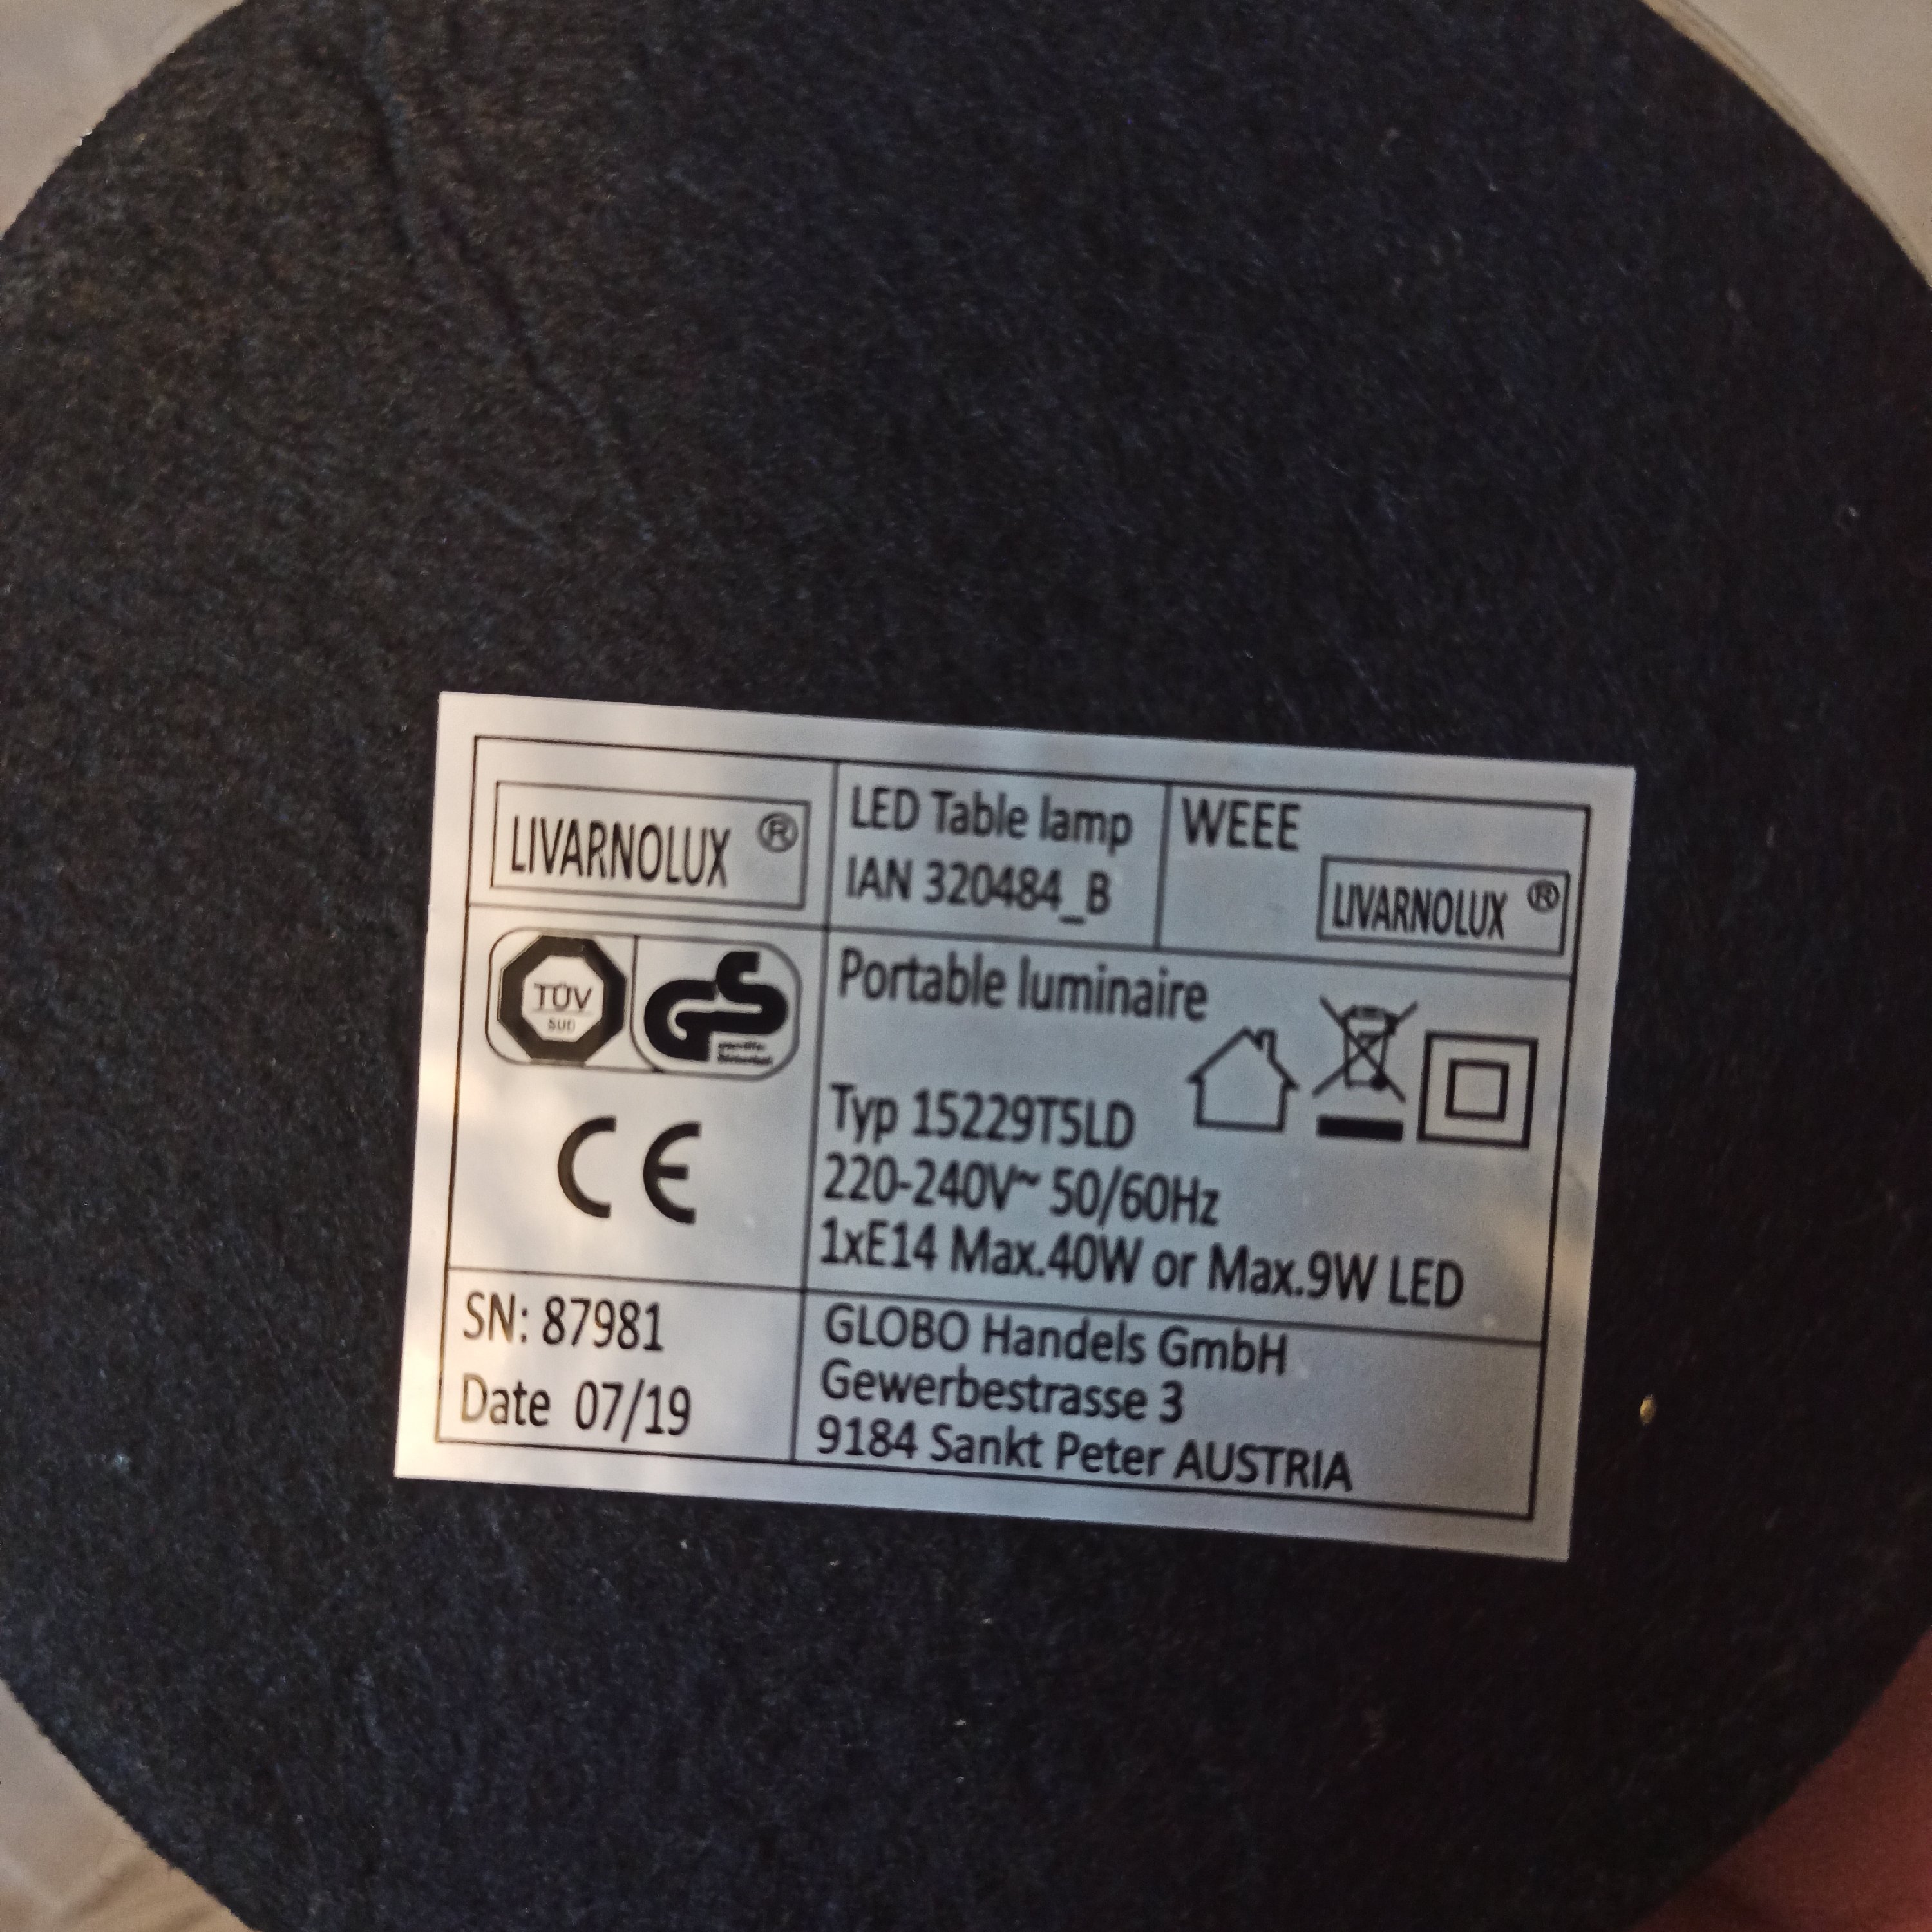 LIVARNOLUX ®
LED Table lamp
IAN 320484_B
WEEE
LIVARNOLUX ®
TÜV
SÜD
GS
CE
Portable luminaire
Typ 15229T5LD
220-240V~ 50/60Hz
1xE14 Max.40W or Max.9W LED
SN: 87981
Date 07/19
GLOBO Handels GmbH
Gewerbestrasse 3
9184 Sankt Peter AUSTRIA